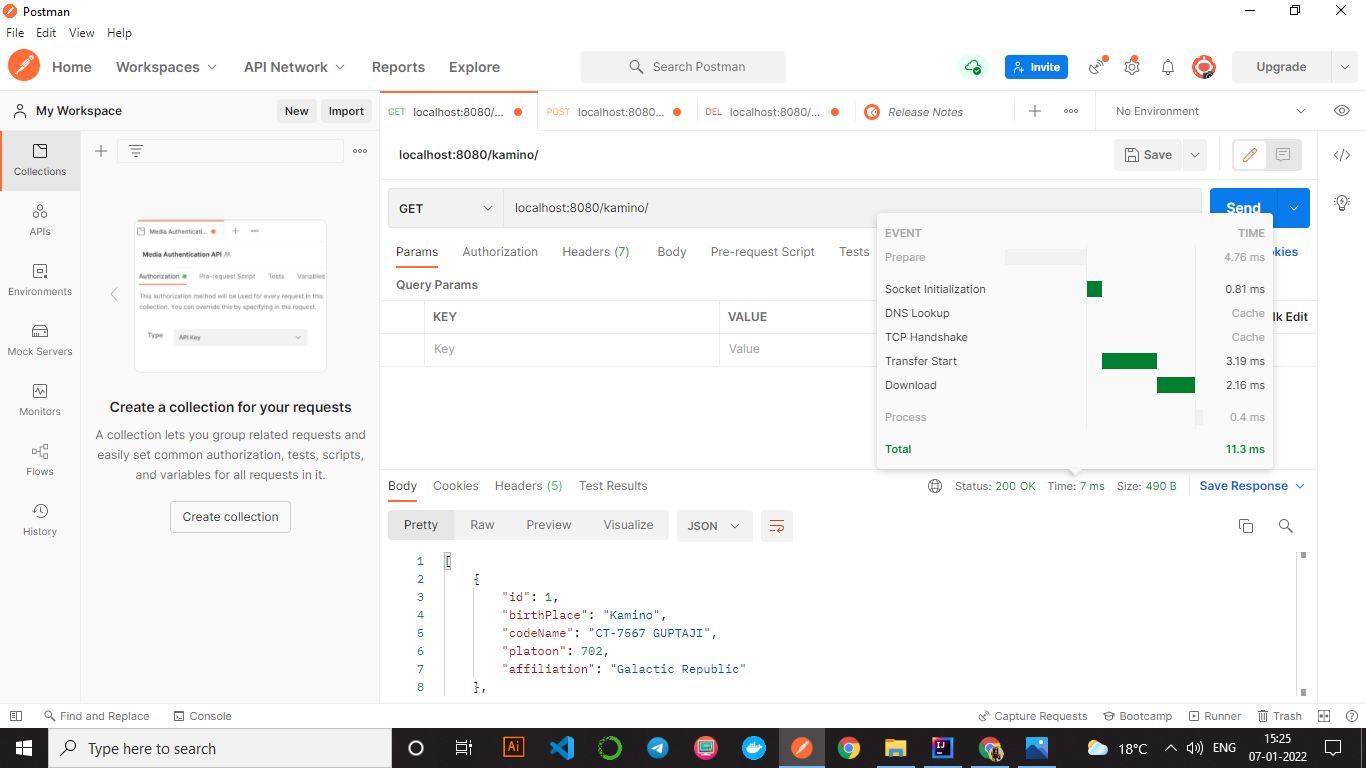 Postman
File Edit View Help
Home Workspaces API Network Reports Explore Search Postman Invite Upgrade
My Workspace New Import
GET localhost:8080/... POST localhost:8080... DEL localhost:8080/... Release Notes No Environment
Collections
APIs
Environments
Mock Servers
Monitors
Flows
History
Media Authenticati...
Media Authentication API
Authorization Pre-request Script Tests Variables
This authorization method will be used for every request in this
collection. You can override this by specifying in the request.
Type API Key
Create a collection for your requests
A collection lets you group related requests and
easily set common authorization, tests, scripts,
and variables for all requests in it.
Create collection
localhost:8080/kamino/ Save
GET localhost:8080/kamino/ Send
Params Authorization Headers (7) Body Pre-request Script Tests kies
Query Params
KEY VALUE lk Edit
Key Value
EVENT TIME
Prepare 4.76 ms
Socket Initialization 0.81 ms
DNS Lookup Cache
TCP Handshake Cache
Transfer Start 3.19 ms
Download 2.16 ms
Process 0.4 ms
Total 11.3 ms
Body Cookies Headers (5) Test Results Status: 200 OK Time: 7 ms Size: 490 B Save Response
Pretty Raw Preview Visualize JSON
1 [
2 {
3 "id": 1,
4 "birthPlace": "Kamino",
5 "codeName": "CT-7567 GUPTAJI",
6 "platoon": 702,
7 "affiliation": "Galactic Republic"
8 },
Find and Replace Console Capture Requests Bootcamp Runner Trash
Type here to search Ai 18°C ENG 15:25
07-01-2022